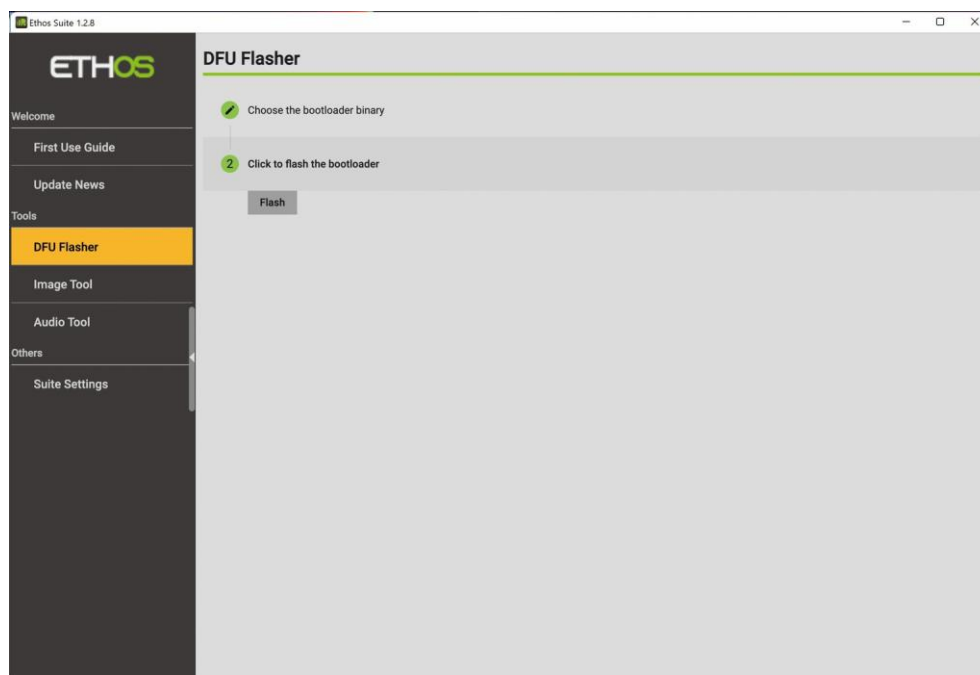 Ethos Suite 1.2.8
ETHOS
DFU Flasher
Choose the bootloader binary
2 Click to flash the bootloader
Flash
Welcome
First Use Guide
Update News
Tools
DFU Flasher
Image Tool
Audio Tool
Others
Suite Settings